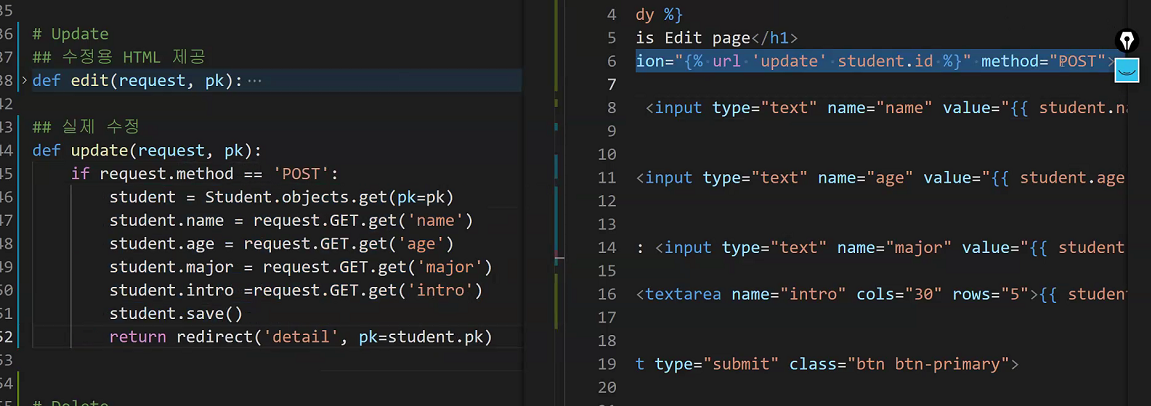 35
36
# Update
37
## 수정용 HTML 제공
38
def edit(request, pk): ⋯
42
43
## 실제 수정
44
def update(request, pk):
45
if request.method == 'POST':
46
student = Student.objects.get(pk=pk)
47
student.name = request.GET.get('name')
48
student.age = request.GET.get('age')
49
student.major = request.GET.get('major')
50
student.intro =request.GET.get('intro')
51
student.save()
52
return redirect('detail', pk=student.pk)
53
54
55
# Delete
4
dy %}
5
is Edit page</h1>
6
ion="{% url 'update' student.id %}" method="POST">
7
8
<input type="text" name="name" value="{{ student.na
9
10
11
<input type="text" name="age" value="{{ student.age
12
13
14
: <input type="text" name="major" value="{{ student
15
16
<textarea name="intro" cols="30" rows="5">{{ student
17
18
19
t type="submit" class="btn btn-primary">
20